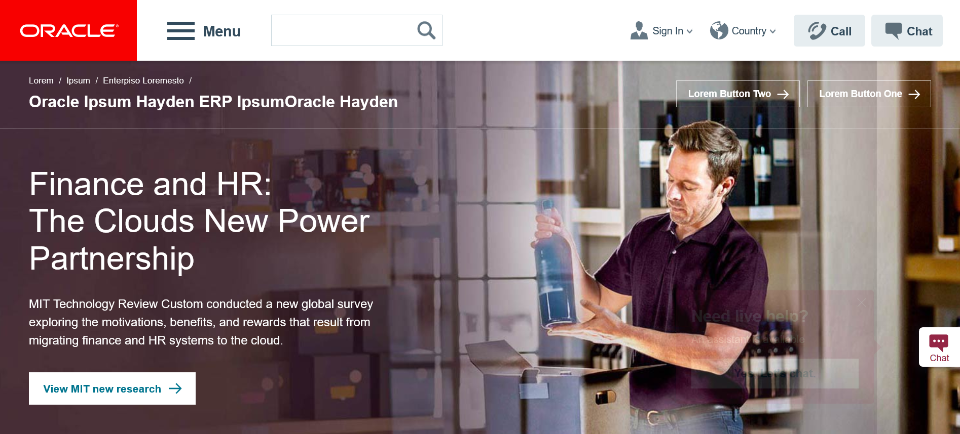 ORACLE
Menu
Sign In
Country
Call
Chat
Lorem / Ipsum / Enterpiso Loremesto /
Oracle Ipsum Hayden ERP IpsumOracle Hayden
Lorem Button Two
Lorem Button One
Finance and HR:
The Clouds New Power
Partnership
MIT Technology Review Custom conducted a new global survey
exploring the motivations, benefits, and rewards that result from
migrating finance and HR systems to the cloud.
View MIT new research
Need live help?
Chat